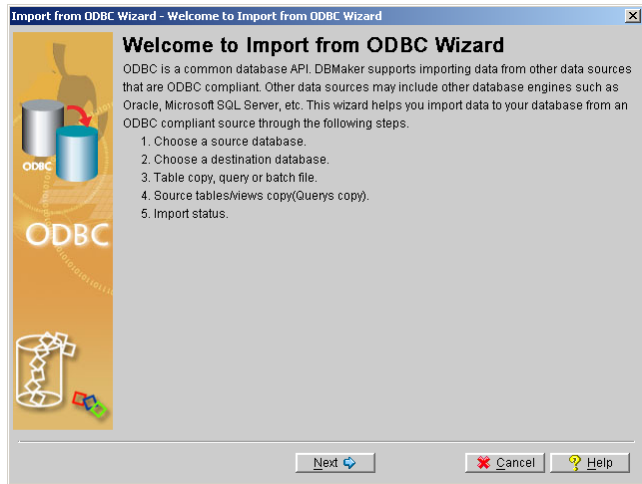 Import from ODBC Wizard - Welcome to Import from ODBC Wizard
Welcome to Import from ODBC Wizard
ODBC is a common database API. DBMaker supports importing data from other data sources
that are ODBC compliant. Other data sources may include other database engines such as
Oracle, Microsoft SQL Server, etc. This wizard helps you import data to your database from an
ODBC compliant source through the following steps.
1. Choose a source database.
2. Choose a destination database.
3. Table copy, query or batch file.
4. Source tables/views copy(Querys copy).
5. Import status.
ODBC
ODBC
Next
Cancel
Help